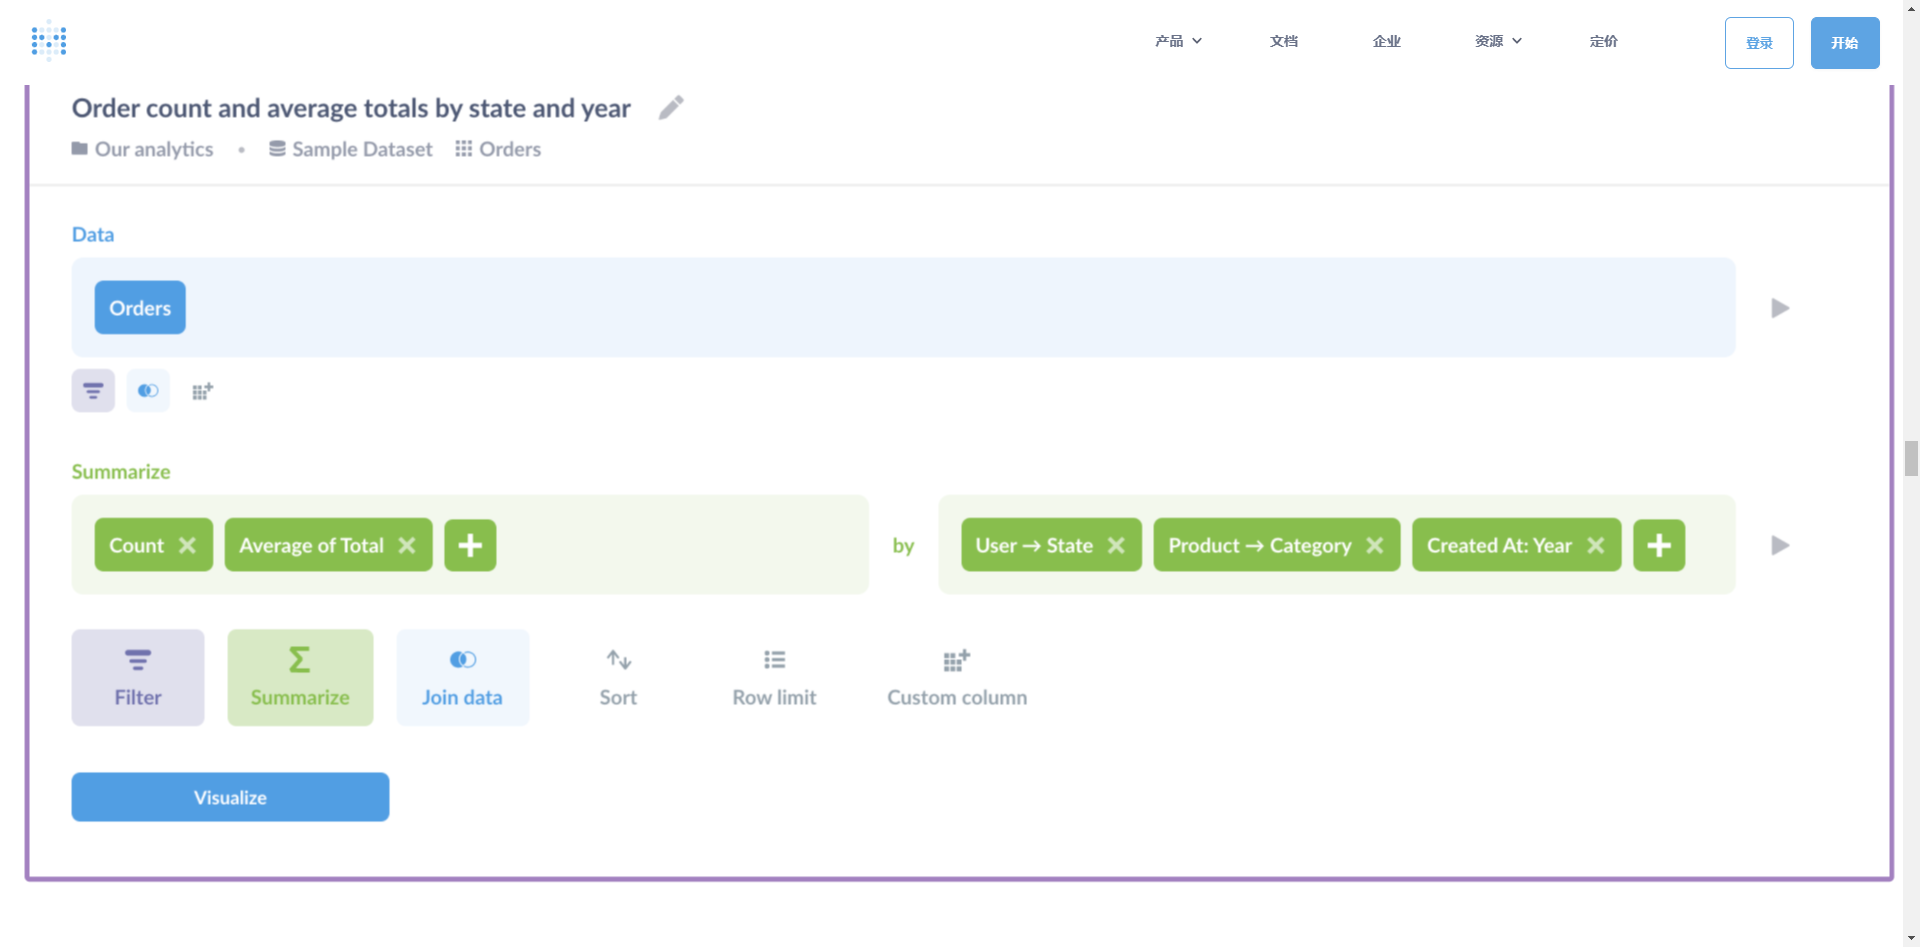 产品 文档 企业 资源 定价 登录 开始
Order count and average totals by state and year
Our analytics • Sample Dataset Orders
Data
Orders
Summarize
Count Average of Total by User → State Product → Category Created At: Year
Filter Summarize Join data Sort Row limit Custom column
Visualize